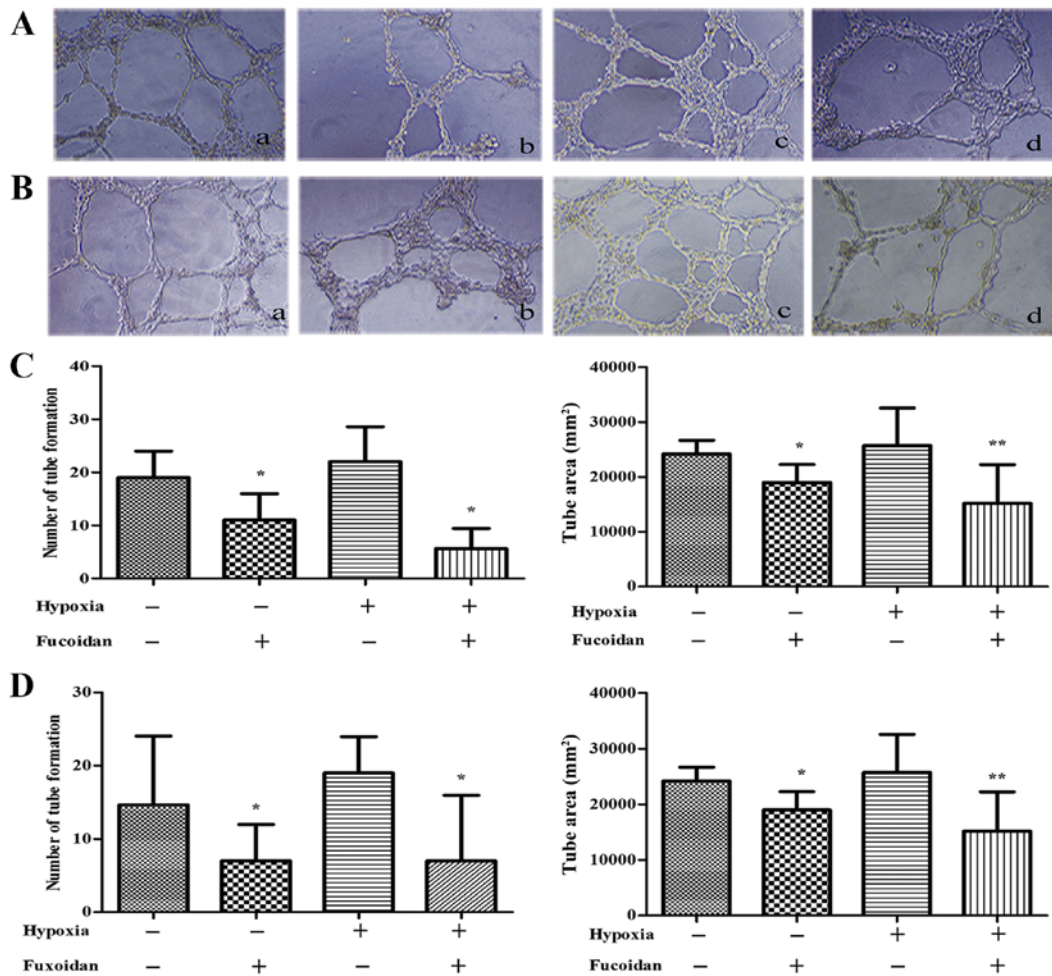 A
a b c d
B
a b c d
C
Number of tube formation
40
30
20
10
0
* *
Hypoxia − − + +
Fucoidan − + − +
Tube area (mm²)
40000
30000
20000
10000
0
* **
Hypoxia − − + +
Fucoidan − + − +
D
Number of tube formation
30
20
10
0
* *
Hypoxia − − + +
Fuxoidan − + − +
Tube area (mm²)
40000
30000
20000
10000
0
* **
Hypoxia − − + +
Fucoidan − + − +